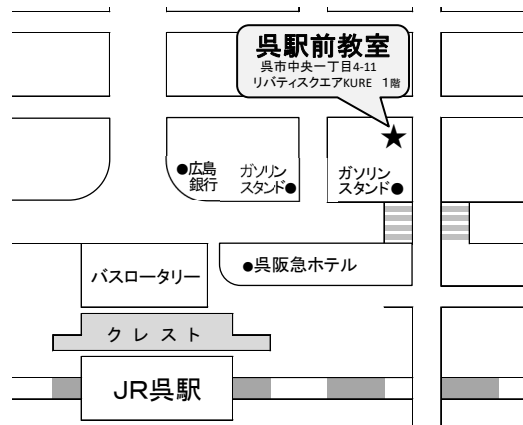 呉駅前教室
呉市中央一丁目4-11
リバティスクエアKURE 1階
★
●広島
銀行
ガソリン
スタンド●
ガソリン
スタンド●
●呉阪急ホテル
バスロータリー
クレスト
JR呉駅